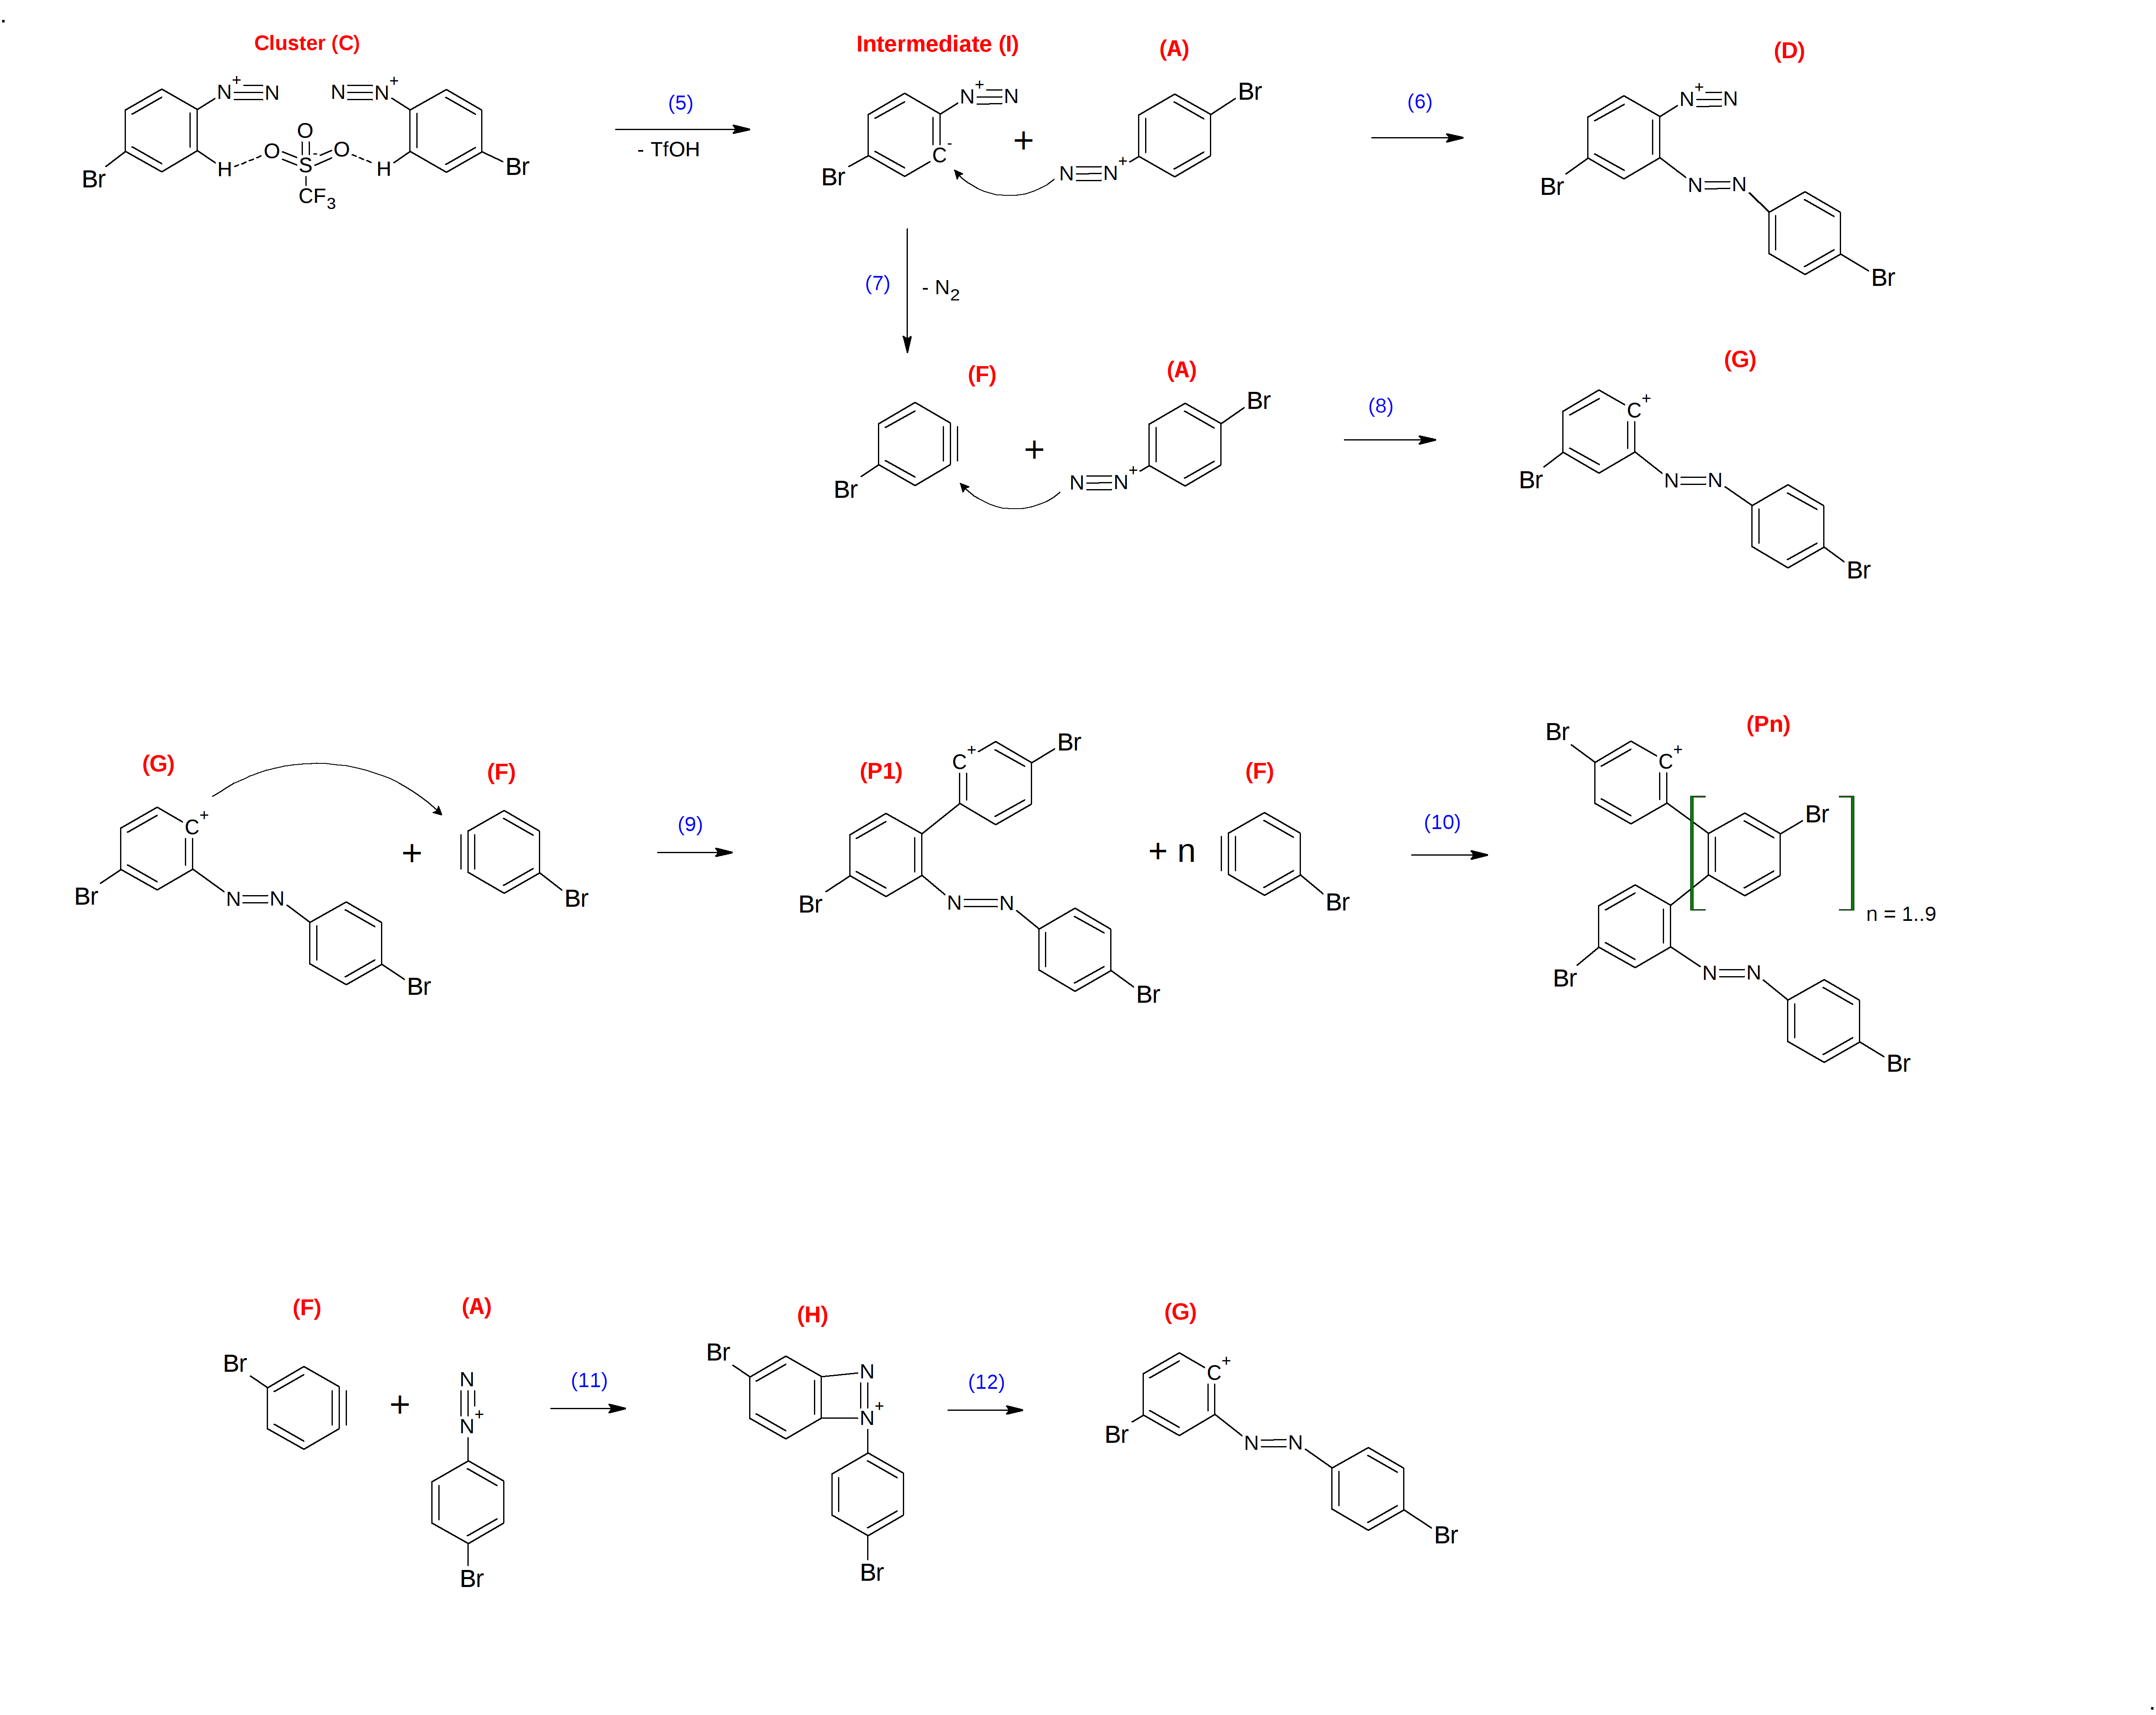 .
Cluster (C)
Intermediate (I)
(A)
(D)
N+≡N
N≡N+
O
O
O
S
H
H
Br
Br
CF3
(5)
- TfOH
N+≡N
C-
Br
+
N≡N+
Br
(6)
N+≡N
Br
N=N
Br
(7)
- N2
(F)
(A)
(G)
Br
+
N≡N+
Br
(8)
C+
Br
N=N
Br
(G)
(F)
(P1)
(F)
(Pn)
C+
Br
N=N
Br
+
Br
(9)
C+
Br
Br
N=N
Br
+ n
Br
(10)
Br
C+
Br
n = 1..9
Br
N=N
Br
(F)
(A)
(H)
(G)
Br
+
N
N+
Br
(11)
Br
N
N+
Br
(12)
C+
Br
N=N
Br
.